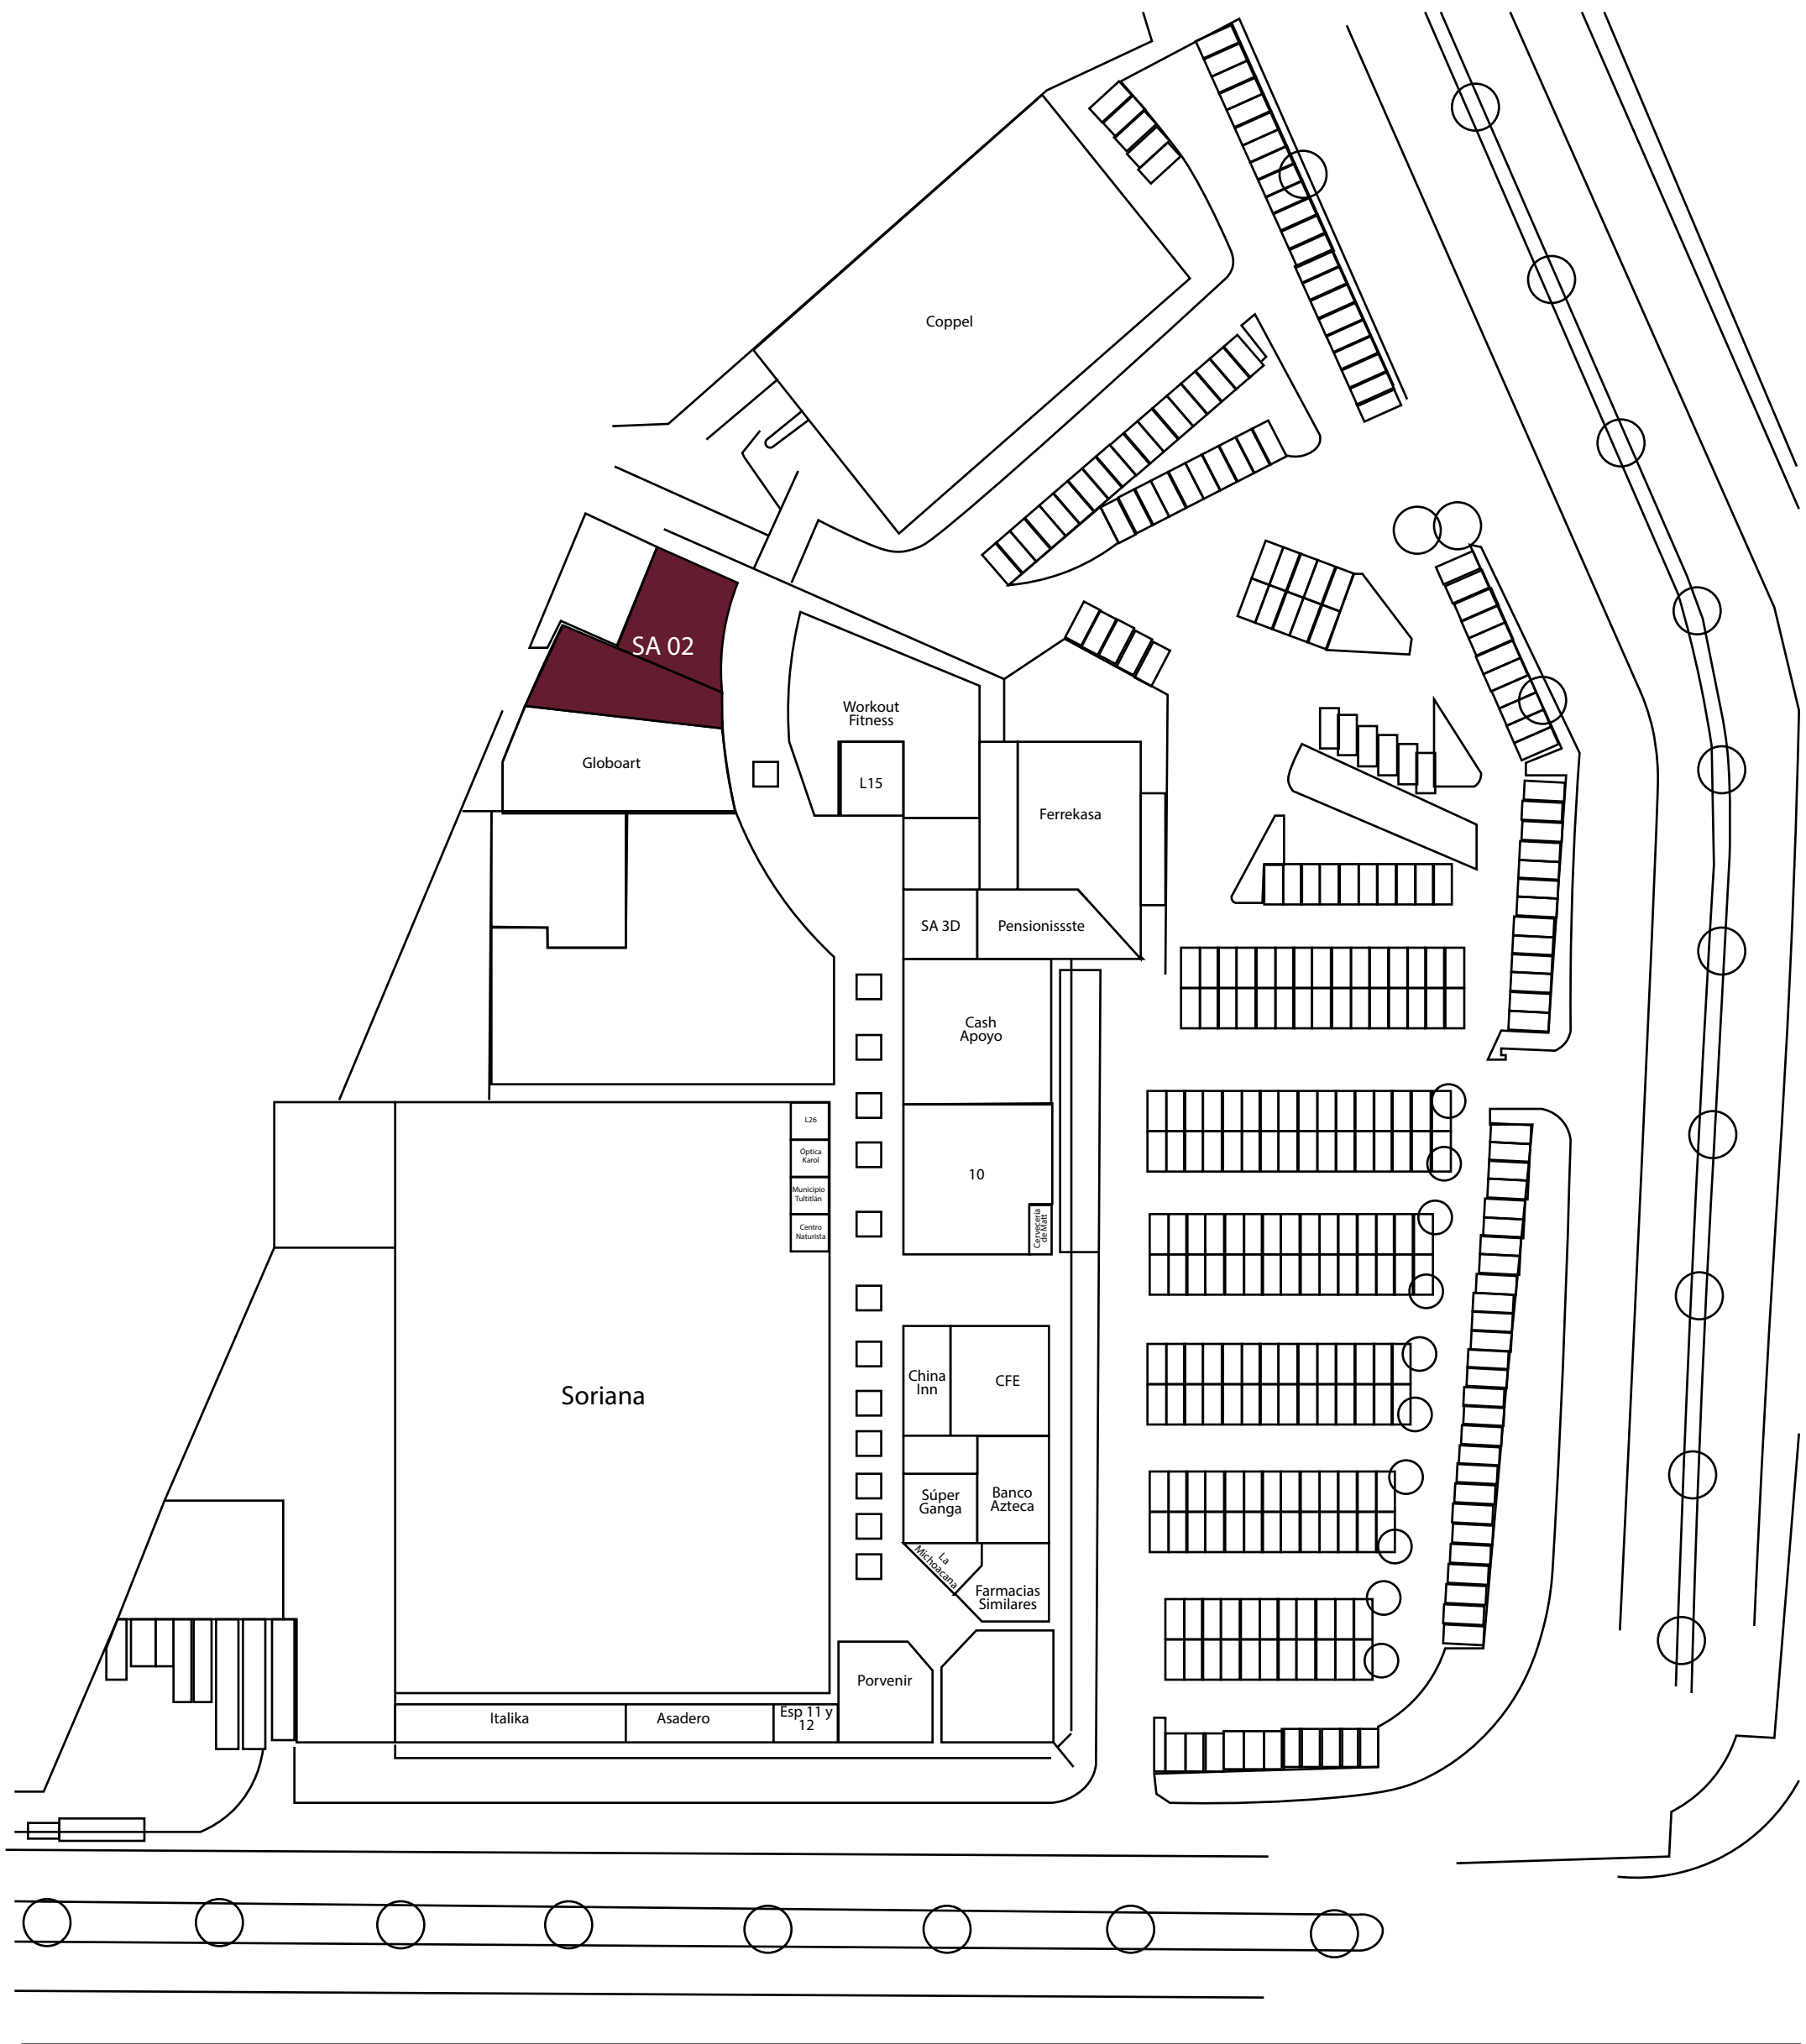 Coppel
SA 02
Workout
Fitness
Globoart
L15
Ferrekasa
SA 3D
Pensionissste
Cash
Apoyo
L26
Óptica
Karol
Municipio
Tultitlán
Centro
Naturista
10
Cervecería
de Matt
Soriana
China
Inn
CFE
Súper
Ganga
Banco
Azteca
La
Michoacana
Farmacias
Similares
Porvenir
Italika
Asadero
Esp 11 y
12